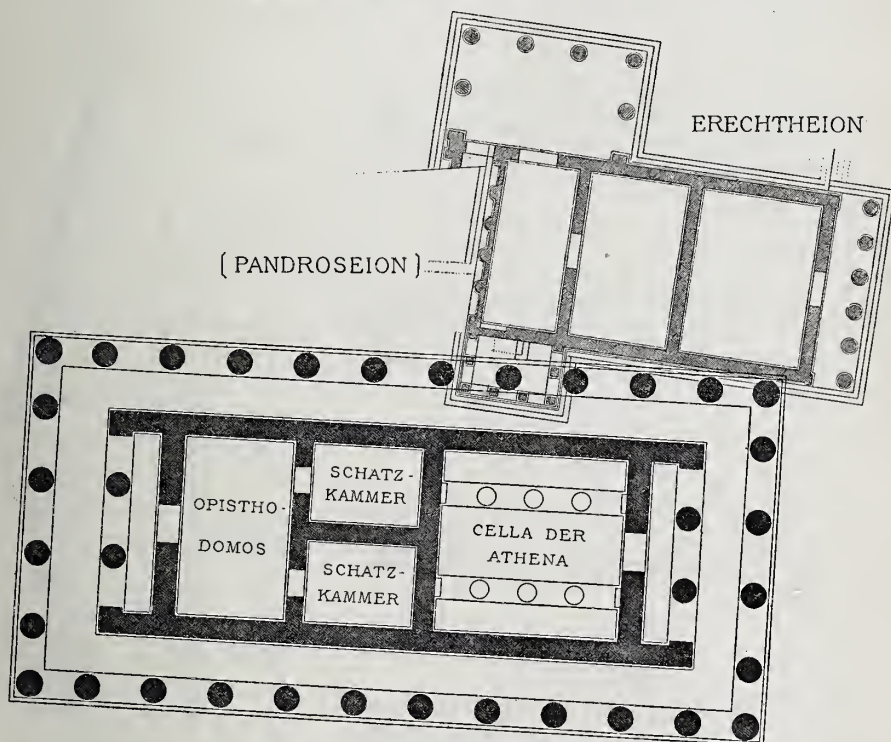 ERECHTHEION
( PANDROSEION )
OPISTHO-
DOMOS
SCHATZ-
KAMMER
SCHATZ-
KAMMER
CELLA DER
ATHENA